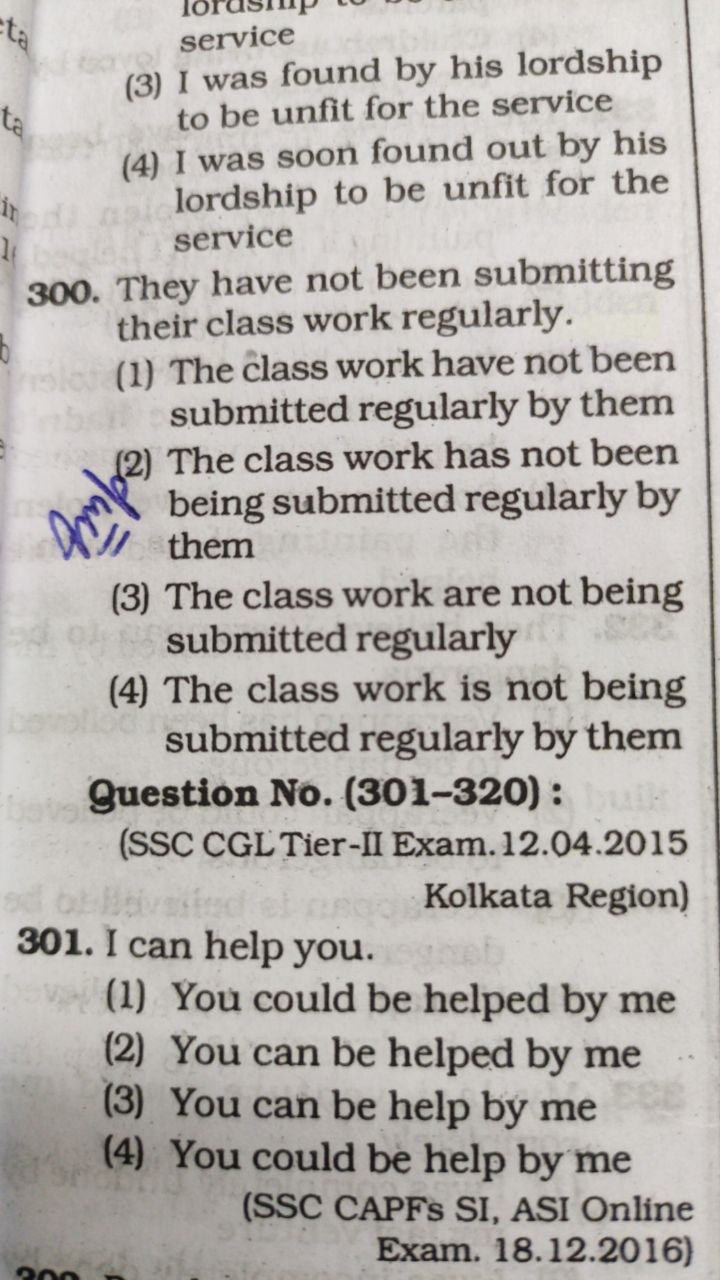 service
(3) I was found by his lordship
to be unfit for the service
(4) I was soon found out by his
lordship to be unfit for the
service
300. They have not been submitting
their class work regularly.
(1) The class work have not been
submitted regularly by them
(2) The class work has not been
being submitted regularly by
them
(3) The class work are not being
submitted regularly
(4) The class work is not being
submitted regularly by them
Question No. (301–320) :
(SSC CGL Tier-II Exam.12.04.2015
Kolkata Region)
301. I can help you.
(1) You could be helped by me
(2) You can be helped by me
(3) You can be help by me
(4) You could be help by me
(SSC CAPFs SI, ASI Online
Exam. 18.12.2016)